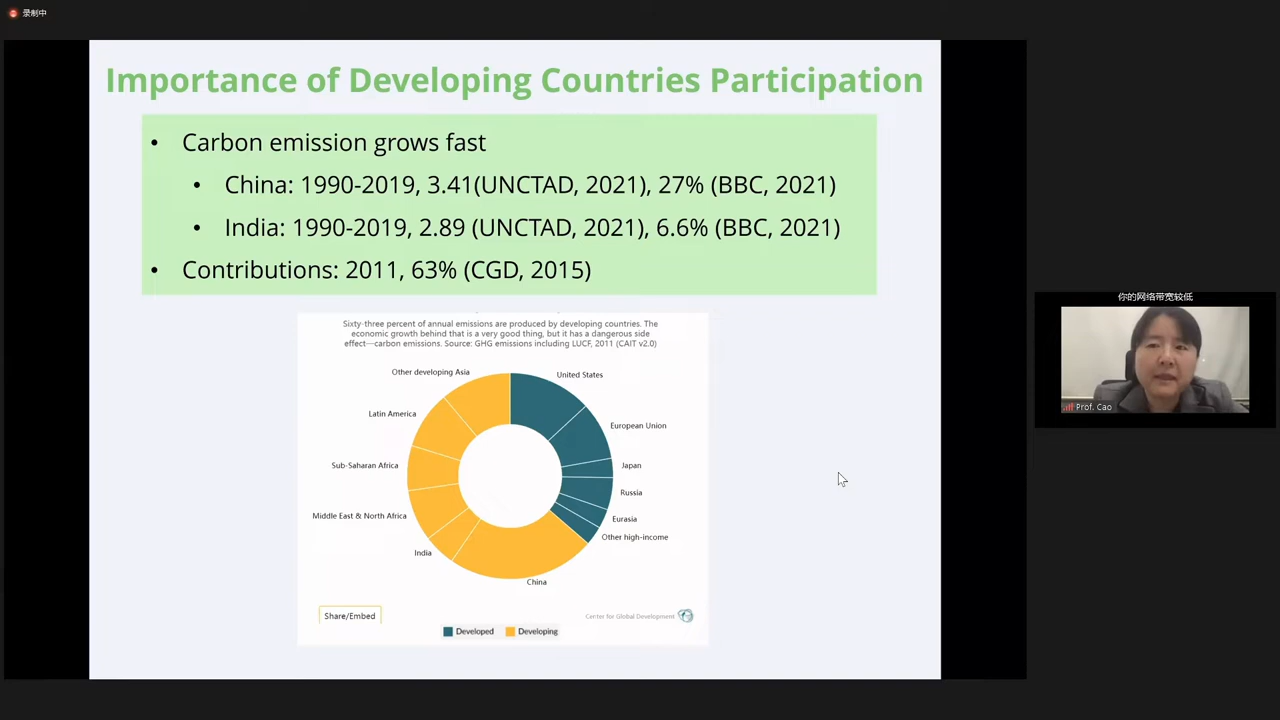 录制中
Importance of Developing Countries Participation
• Carbon emission grows fast
• China: 1990-2019, 3.41(UNCTAD, 2021), 27% (BBC, 2021)
• India: 1990-2019, 2.89 (UNCTAD, 2021), 6.6% (BBC, 2021)
• Contributions: 2011, 63% (CGD, 2015)
Sixty-three percent of annual emissions are produced by developing countries. The
economic growth behind that is a very good thing, but it has a dangerous side
effect—carbon emissions. Source: GHG emissions including LUCF, 2011 (CAIT v2.0)
Other developing Asia
United States
Latin America
European Union
Sub-Saharan Africa
Japan
Russia
Middle East & North Africa
Eurasia
Other high-income
India
China
Share/Embed
Center for Global Development
Developed
Developing
你的网络带宽较低
Prof. Cao